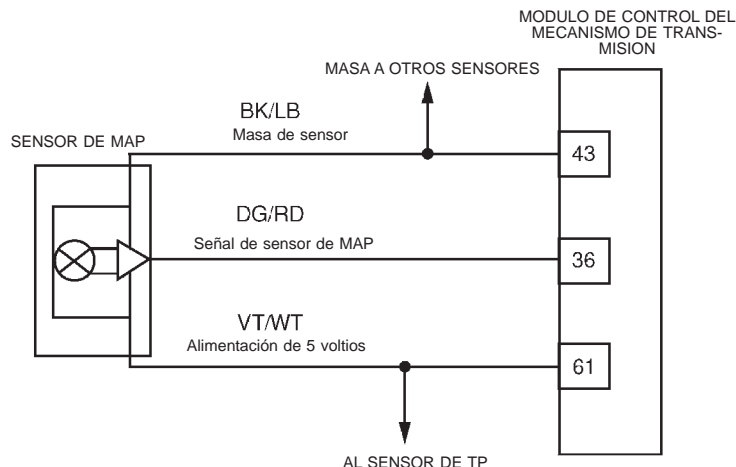 MODULO DE CONTROL DEL
MECANISMO DE TRANS-
MISION
MASA A OTROS SENSORES
BK/LB
Masa de sensor
SENSOR DE MAP
43
DG/RD
Señal de sensor de MAP
36
VT/WT
Alimentación de 5 voltios
61
AL SENSOR DE TP